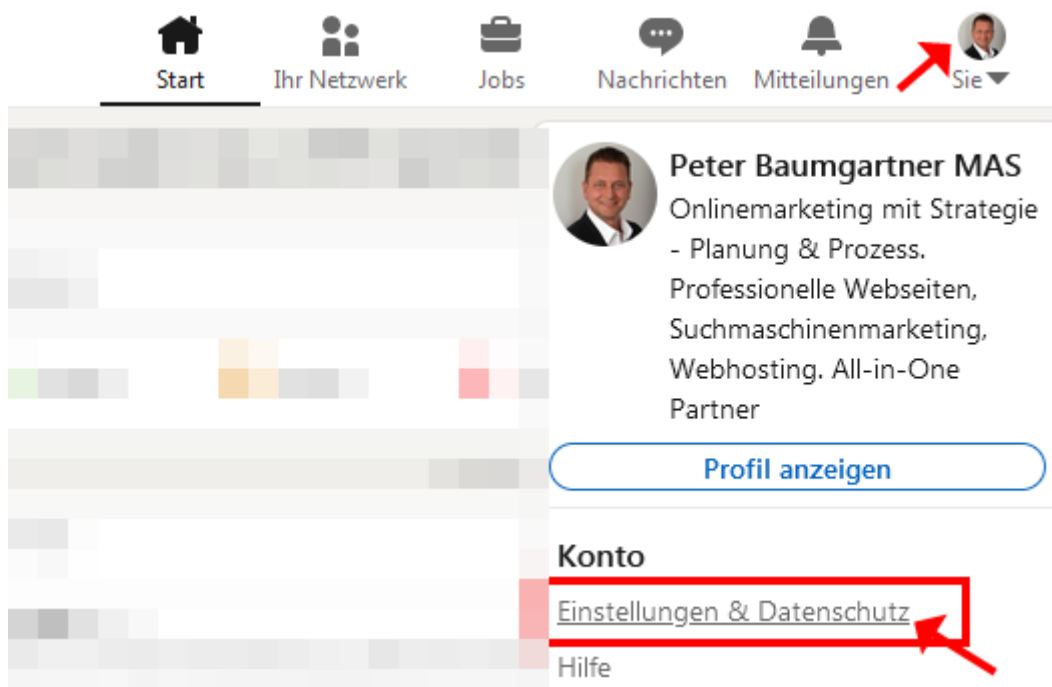 Start
Ihr Netzwerk
Jobs
Nachrichten
Mitteilungen
Sie
Peter Baumgartner MAS
Onlinemarketing mit Strategie
- Planung & Prozess.
Professionelle Webseiten,
Suchmaschinenmarketing,
Webhosting. All-in-One
Partner
Profil anzeigen
Konto
Einstellungen & Datenschutz
Hilfe